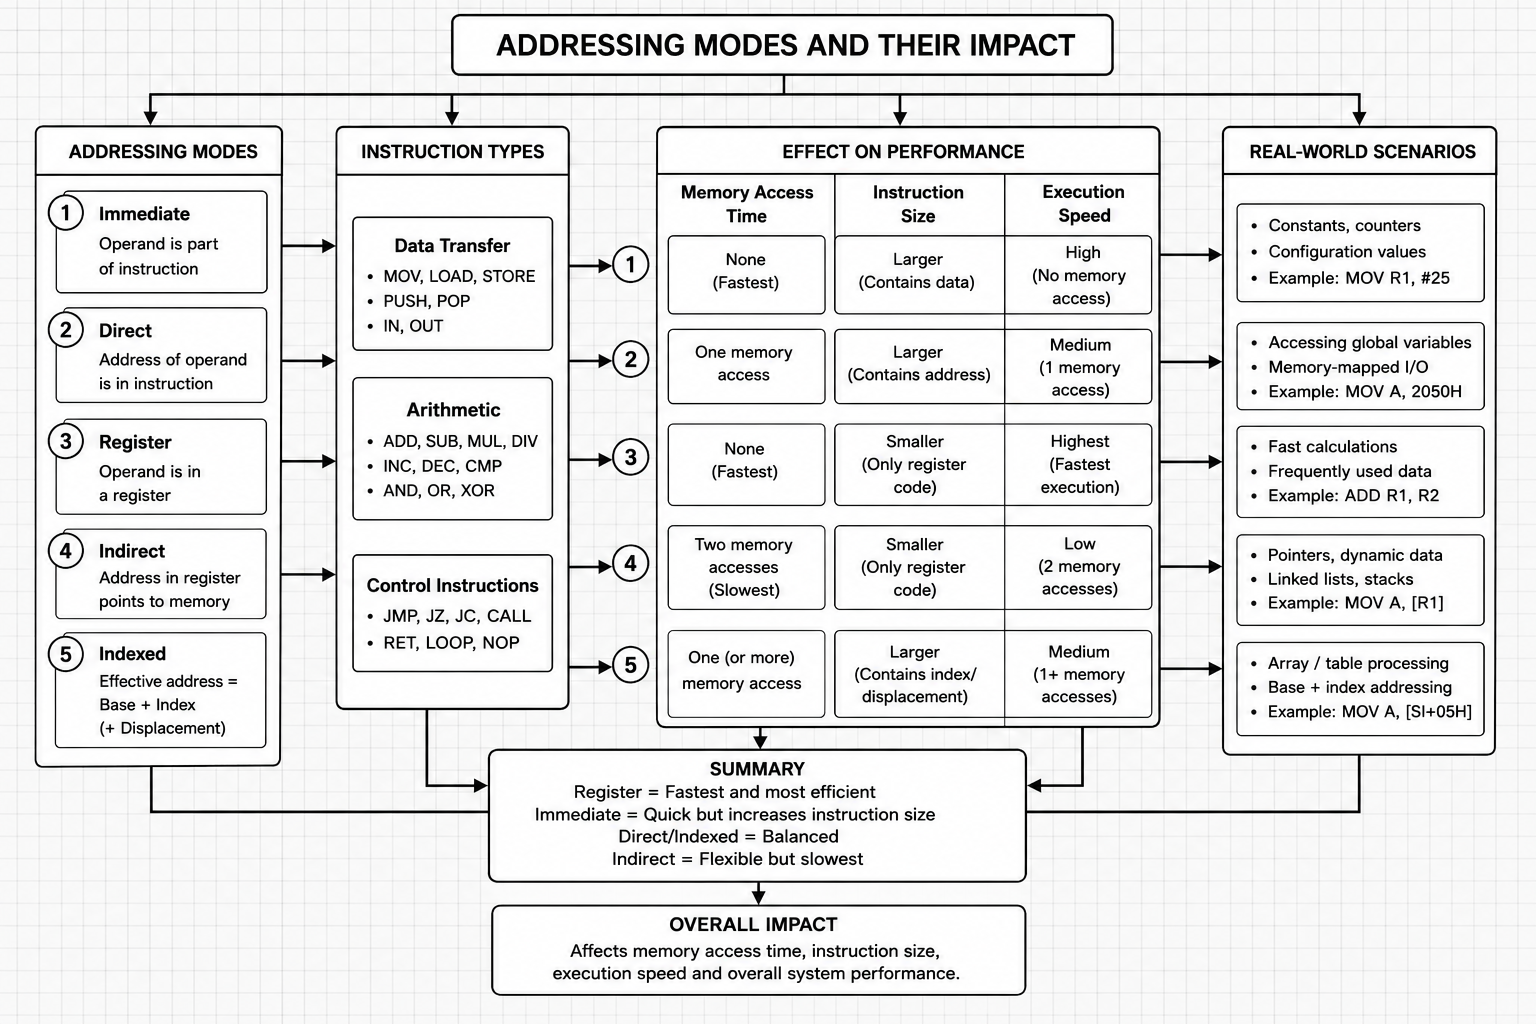 ADDRESSING MODES AND THEIR IMPACT
ADDRESSING MODES
1 Immediate
Operand is part
of instruction
2 Direct
Address of operand
is in instruction
3 Register
Operand is in
a register
4 Indirect
Address in register
points to memory
5 Indexed
Effective address =
Base + Index
(+ Displacement)
INSTRUCTION TYPES
Data Transfer
• MOV, LOAD, STORE
• PUSH, POP
• IN, OUT
Arithmetic
• ADD, SUB, MUL, DIV
• INC, DEC, CMP
• AND, OR, XOR
Control Instructions
• JMP, JZ, JC, CALL
• RET, LOOP, NOP
EFFECT ON PERFORMANCE
Memory Access
Time
Instruction
Size
Execution
Speed
1
None
(Fastest)
Larger
(Contains data)
High
(No memory
access)
2
One memory
access
Larger
(Contains address)
Medium
(1 memory
access)
3
None
(Fastest)
Smaller
(Only register
code)
Highest
(Fastest
execution)
4
Two memory
accesses
(Slowest)
Smaller
(Only register
code)
Low
(2 memory
accesses)
5
One (or more)
memory access
Larger
(Contains index/
displacement)
Medium
(1+ memory
accesses)
REAL-WORLD SCENARIOS
• Constants, counters
• Configuration values
• Example: MOV R1, #25
• Accessing global variables
• Memory-mapped I/O
• Example: MOV A, 2050H
• Fast calculations
• Frequently used data
• Example: ADD R1, R2
• Pointers, dynamic data
• Linked lists, stacks
• Example: MOV A, [R1]
• Array / table processing
• Base + index addressing
• Example: MOV A, [SI+05H]
SUMMARY
Register = Fastest and most efficient
Immediate = Quick but increases instruction size
Direct/Indexed = Balanced
Indirect = Flexible but slowest
OVERALL IMPACT
Affects memory access time, instruction size,
execution speed and overall system performance.